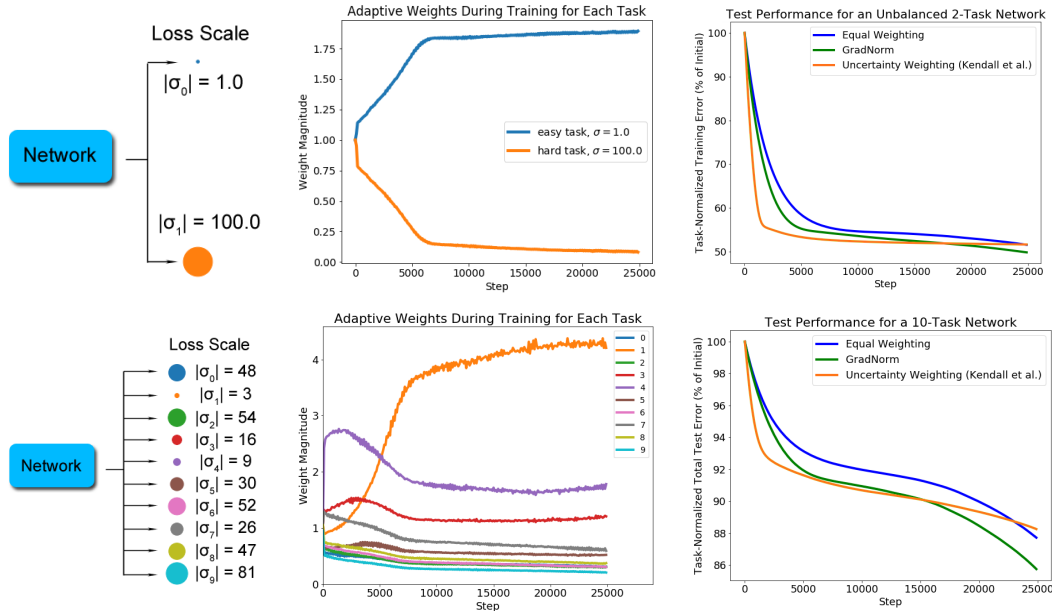 Loss Scale
|σ₀| = 1.0
Network
|σ₁| = 100.0
Adaptive Weights During Training for Each Task
Weight Magnitude
1.75
1.50
1.25
1.00
0.75
0.50
0.25
0.00
easy task, σ = 1.0
hard task, σ = 100.0
0
5000
10000
15000
20000
25000
Step
Test Performance for an Unbalanced 2-Task Network
Task-Normalized Training Error (% of Initial)
100
90
80
70
60
50
Equal Weighting
GradNorm
Uncertainty Weighting (Kendall et al.)
0
5000
10000
15000
20000
25000
Step
Loss Scale
Network
|σ₀| = 48
|σ₁| = 3
|σ₂| = 54
|σ₃| = 16
|σ₄| = 9
|σ₅| = 30
|σ₆| = 52
|σ₇| = 26
|σ₈| = 47
|σ₉| = 81
Adaptive Weights During Training for Each Task
Weight Magnitude
4
3
2
1
0
0
1
2
3
4
5
6
7
8
9
0
5000
10000
15000
20000
25000
Step
Test Performance for a 10-Task Network
Task-Normalized Total Test Error (% of Initial)
100
98
96
94
92
90
88
86
Equal Weighting
GradNorm
Uncertainty Weighting (Kendall et al.)
0
5000
10000
15000
20000
25000
Step